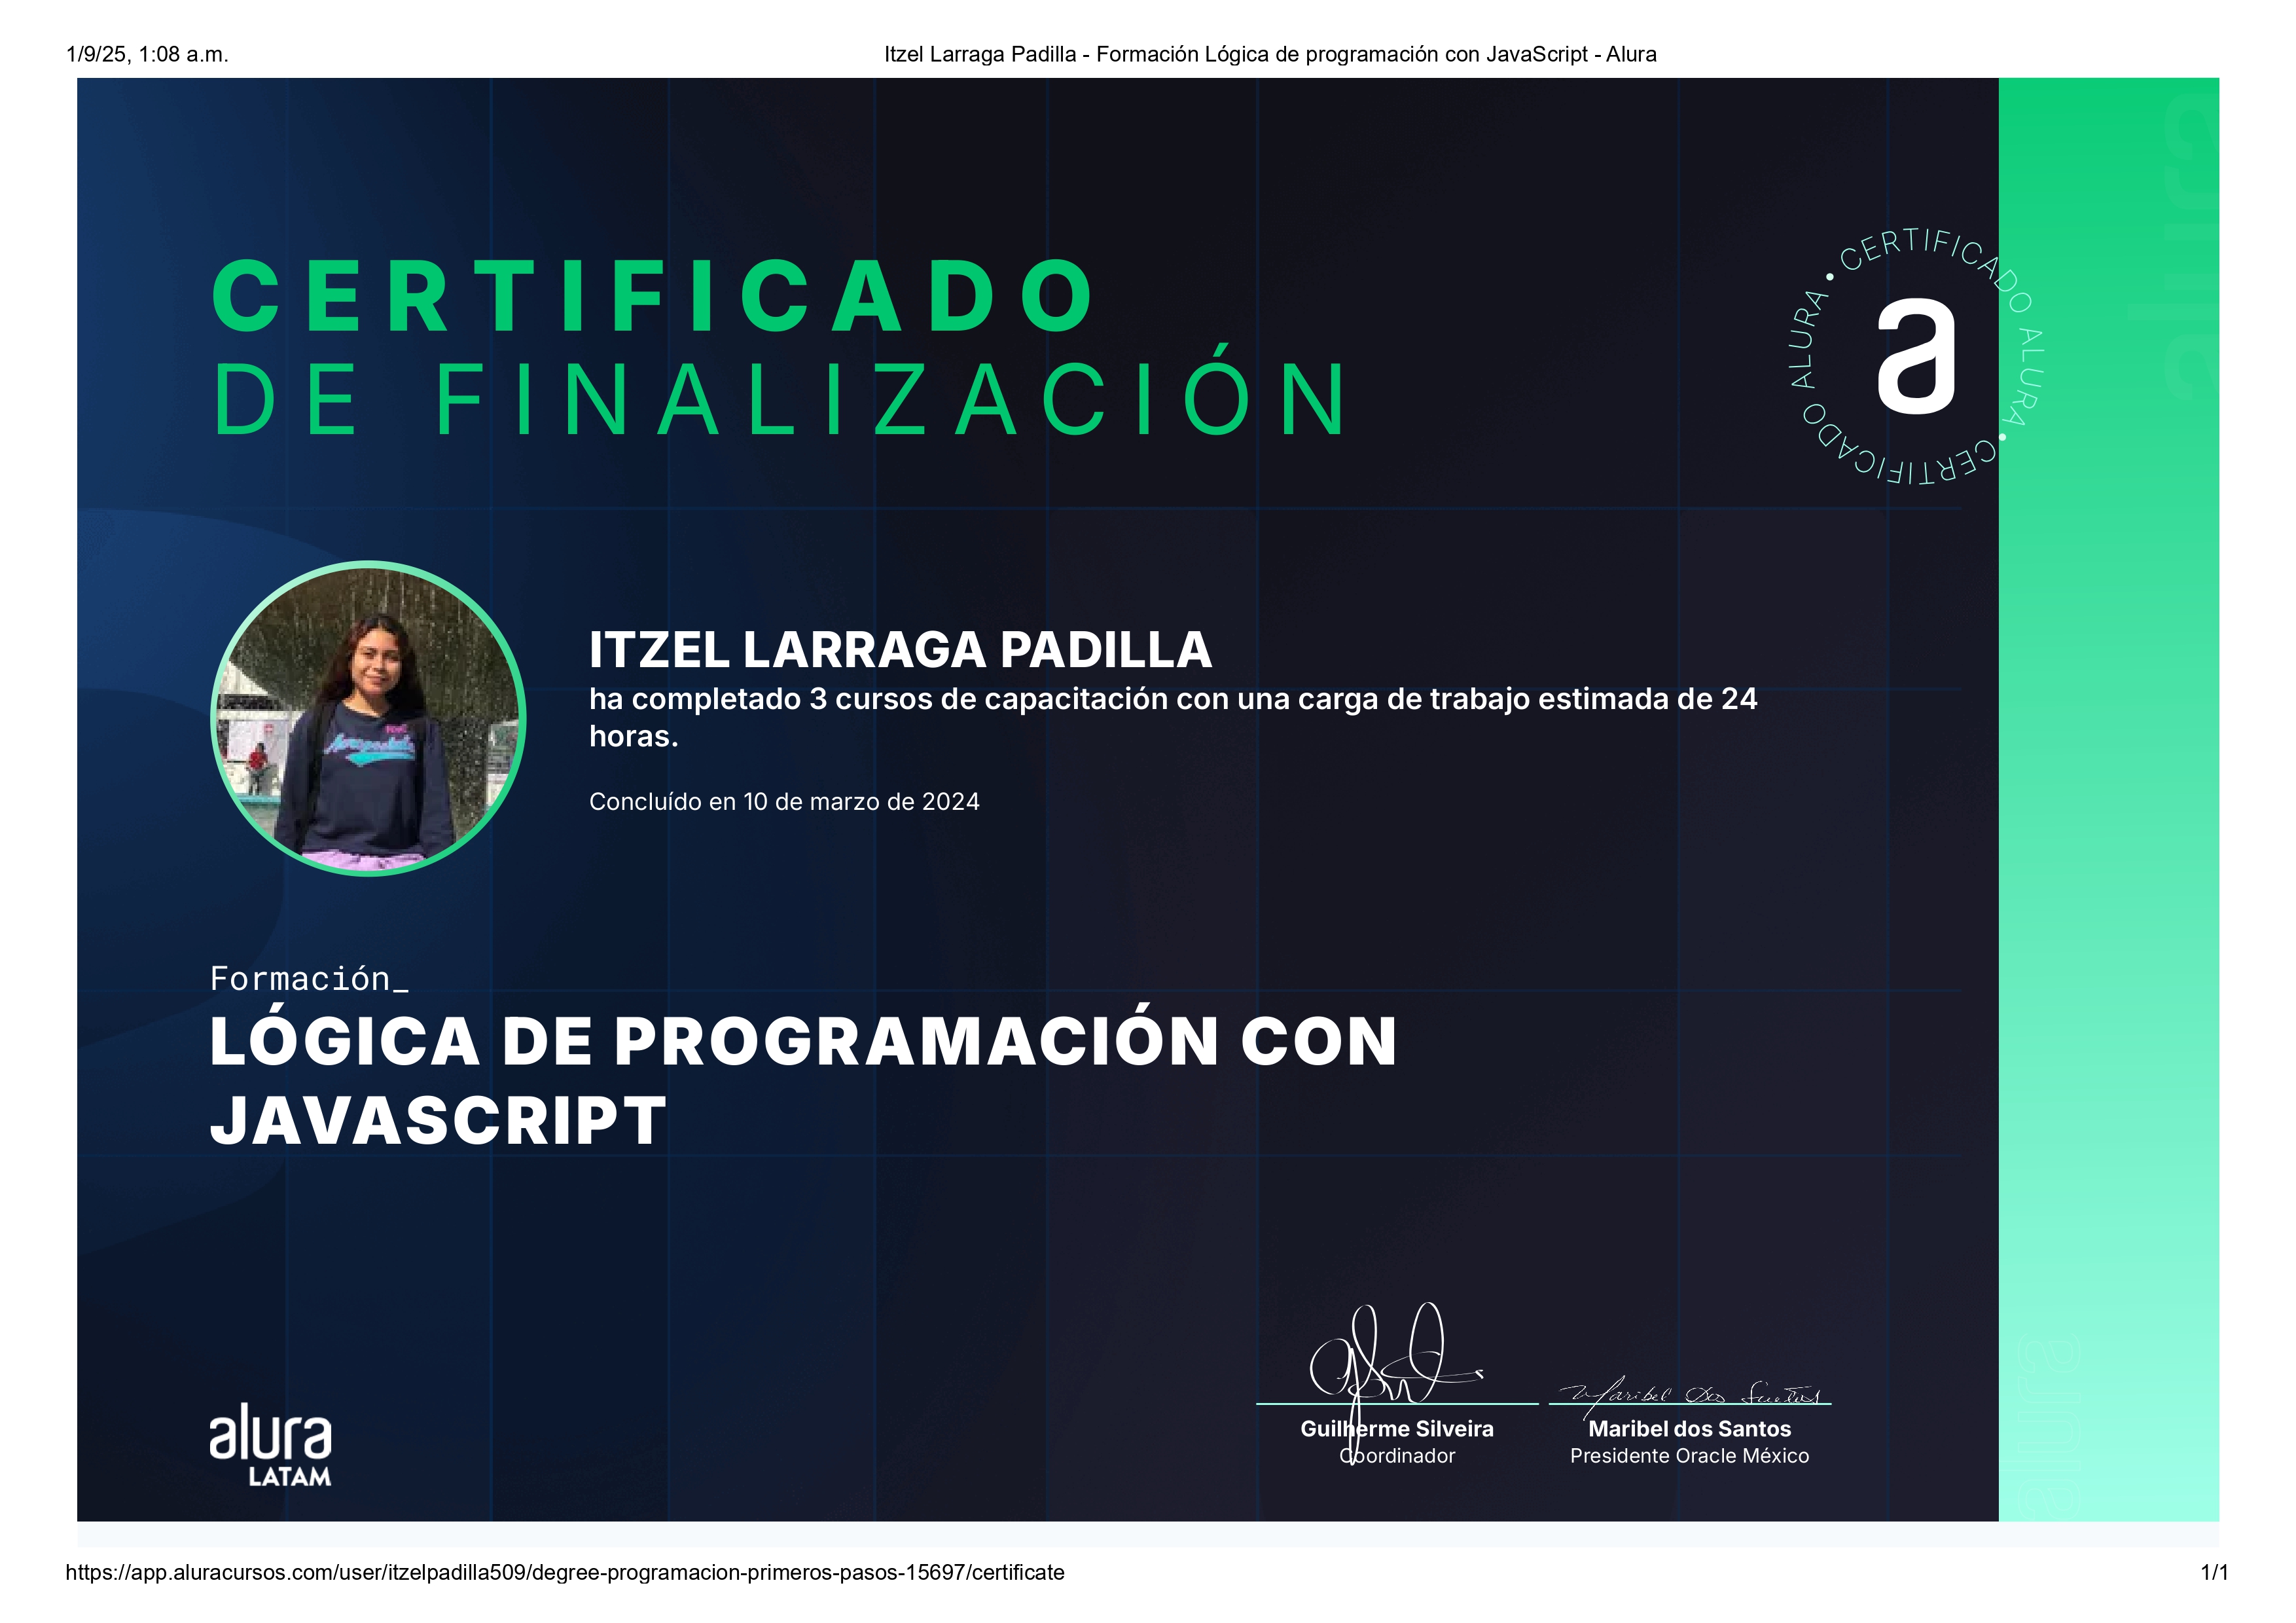 1/9/25, 1:08 a.m.
Itzel Larraga Padilla - Formación Lógica de programación con JavaScript - Alura
CERTIFICADO
DE FINALIZACIÓN
CERTIFICADO ALURA • CERTIFICADO ALURA •
a
ITZEL LARRAGA PADILLA
ha completado 3 cursos de capacitación con una carga de trabajo estimada de 24
horas.
Concluído en 10 de marzo de 2024
Formación_
LÓGICA DE PROGRAMACIÓN CON
JAVASCRIPT
Maribel Dos Santos
Guilherme Silveira
Coordinador
Maribel dos Santos
Presidente Oracle México
alura
LATAM
alura
alura
https://app.aluracursos.com/user/itzelpadilla509/degree-programacion-primeros-pasos-15697/certificate
1/1